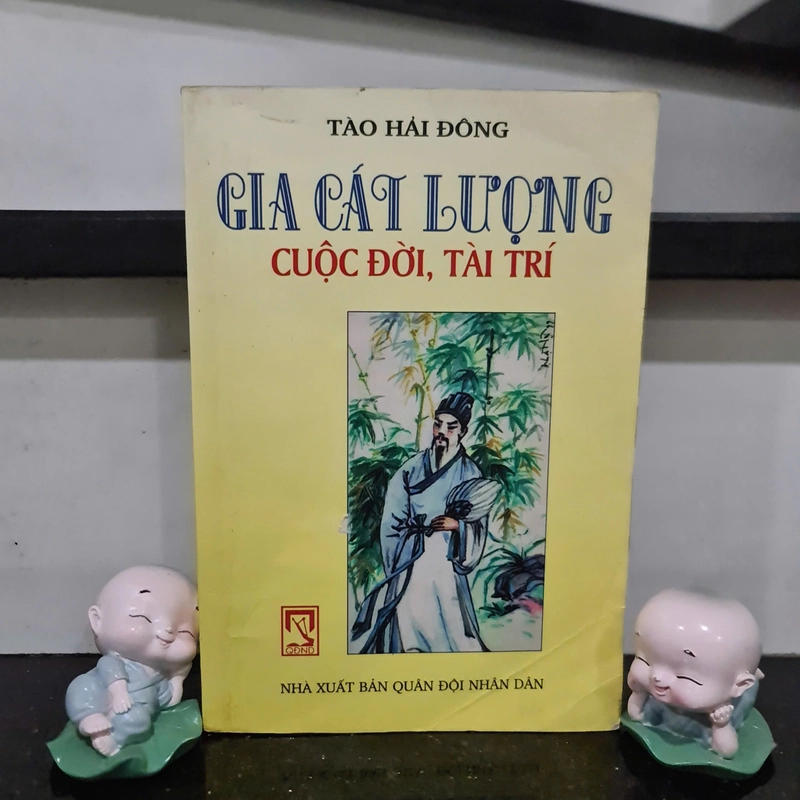 TÀO HẢI ĐÔNG
GIA CÁT LƯỢNG
CUỘC ĐỜI, TÀI TRÍ
QĐND
NHÀ XUẤT BẢN QUÂN ĐỘI NHÂN DÂN